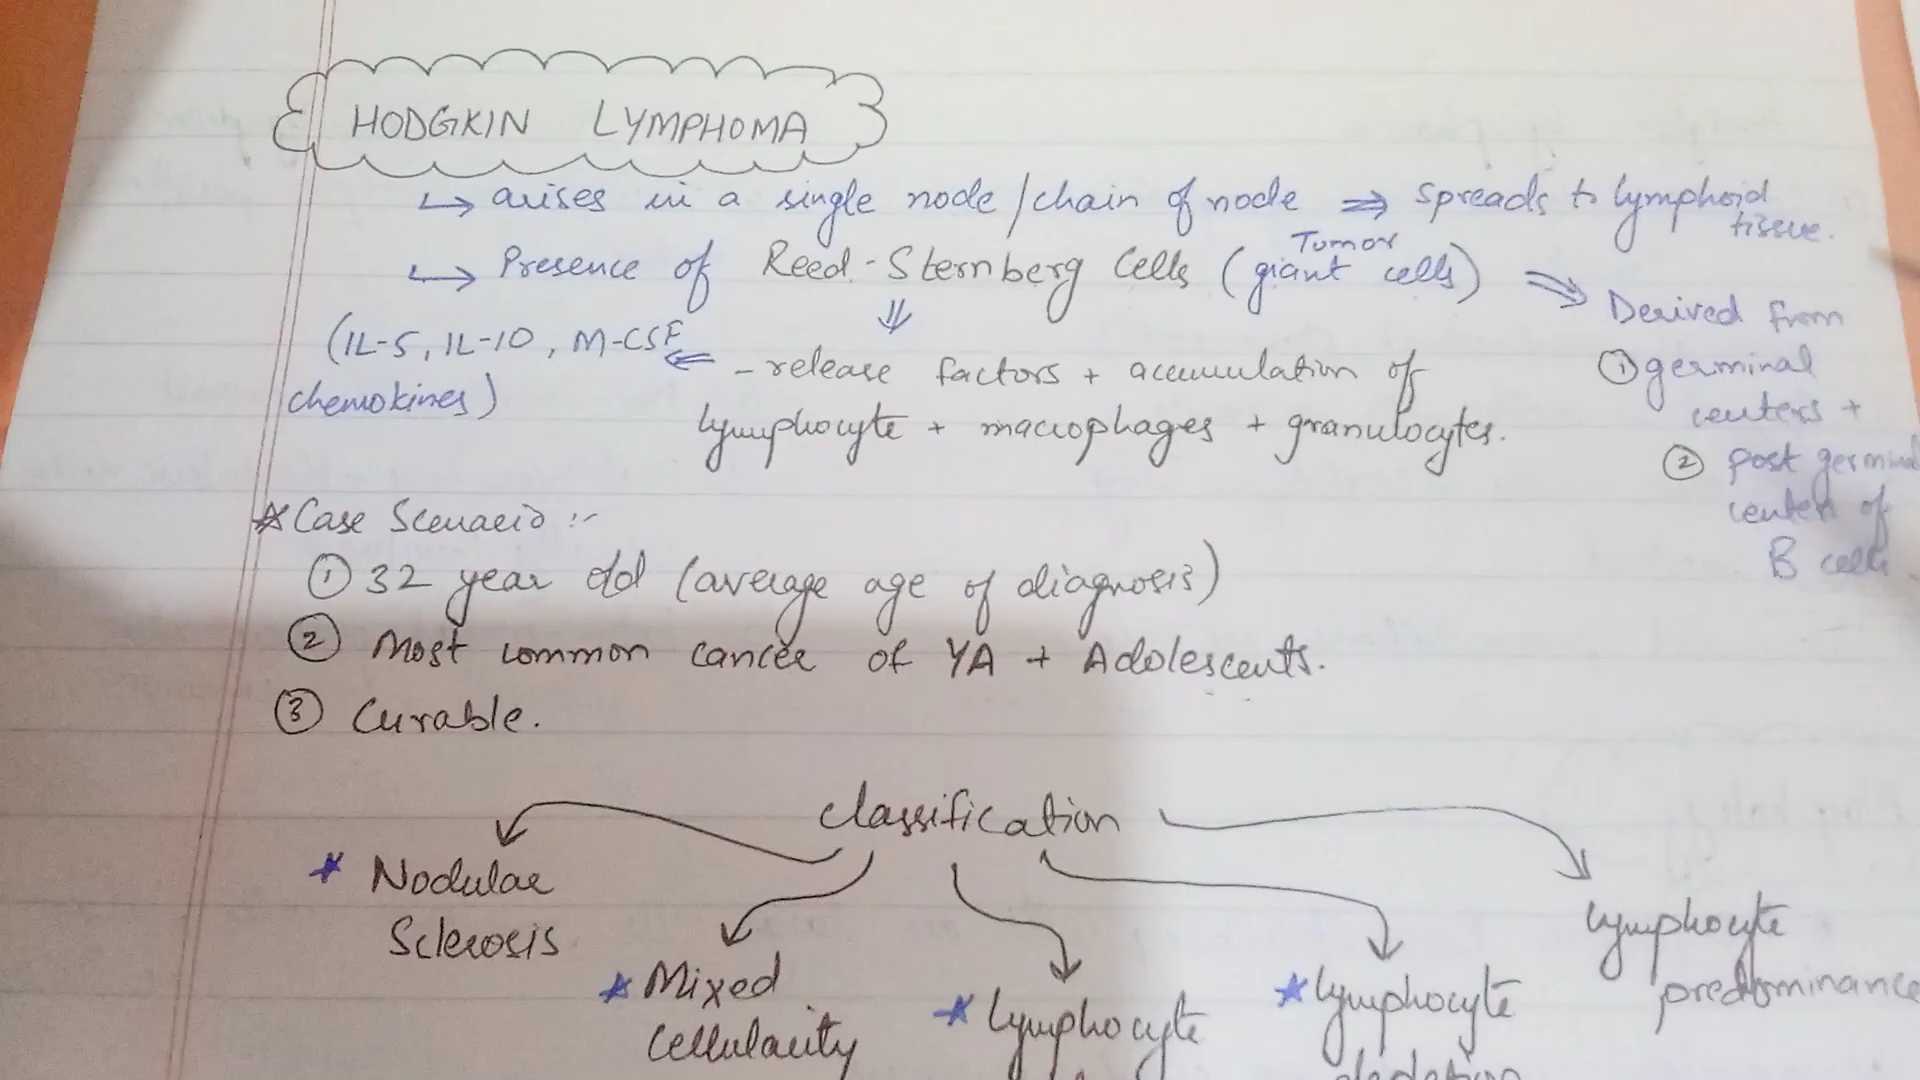 HODGKIN LYMPHOMA
↳ arises in a single node/chain of node ⇒ spreads to lymphoid tissue.
↳ Presence of Reed-Sternberg Cells (Tumor giant cells) ⇒ Derived from
① germinal centers +
② post germinal center of B cells
⇓
- release factors + accumulation of
lymphocyte + macrophages + granulocytes.
⇐ (IL-5, IL-10, M-CSF
chemokines)
* Case Scenario :-
① 32 year old (average age of diagnosis)
② Most common cancer of YA + Adolescents.
③ Curable.
Classification
* Nodular
Sclerosis
* Mixed
Cellularity
* Lymphocyte
* Lymphocyte
depletion
Lymphocyte
predominance